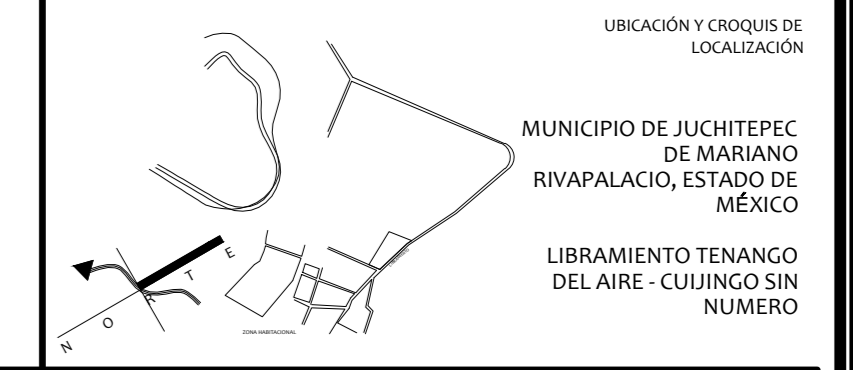 UBICACIÓN Y CROQUIS DE
LOCALIZACIÓN
MUNICIPIO DE JUCHITEPEC
DE MARIANO
RIVAPALACIO, ESTADO DE
MÉXICO
LIBRAMIENTO TENANGO
DEL AIRE - CUIJINGO SIN
NUMERO
N O R T E
ZONA HABITACIONAL